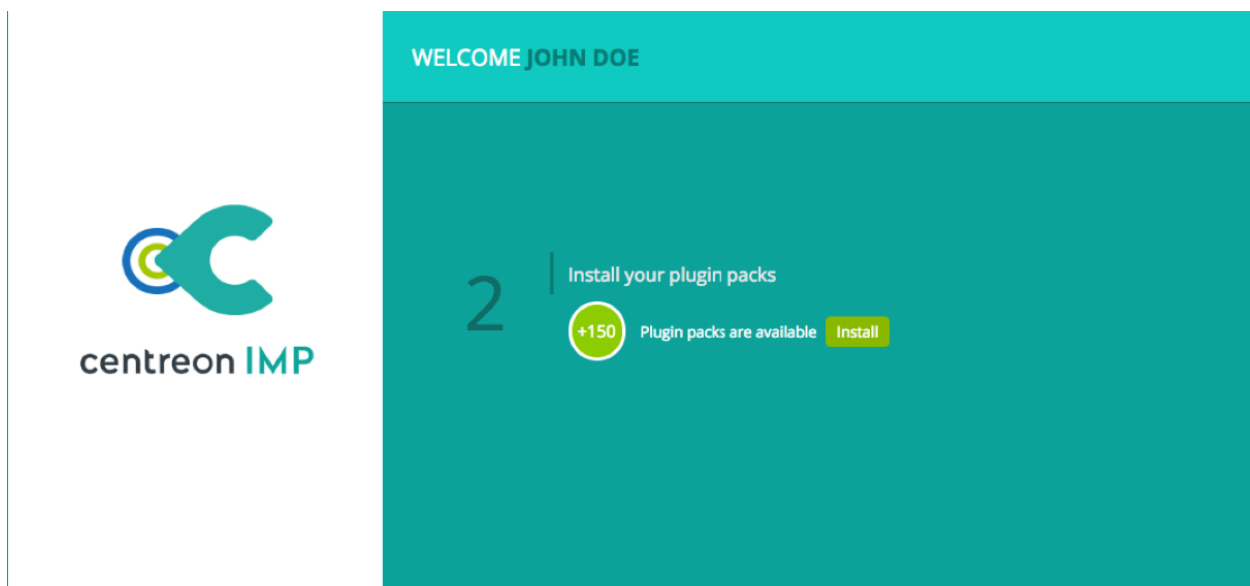 WELCOME JOHN DOE
centreon IMP
2
Install your plugin packs
+150 Plugin packs are available Install